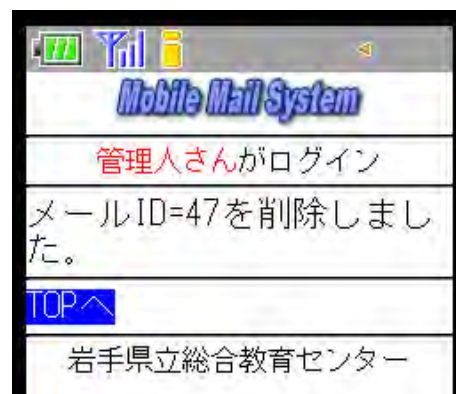 Mobile Mail System
管理人さんがログイン
メールID=47を削除しまし
た。
TOPへ
岩手県立総合教育センター